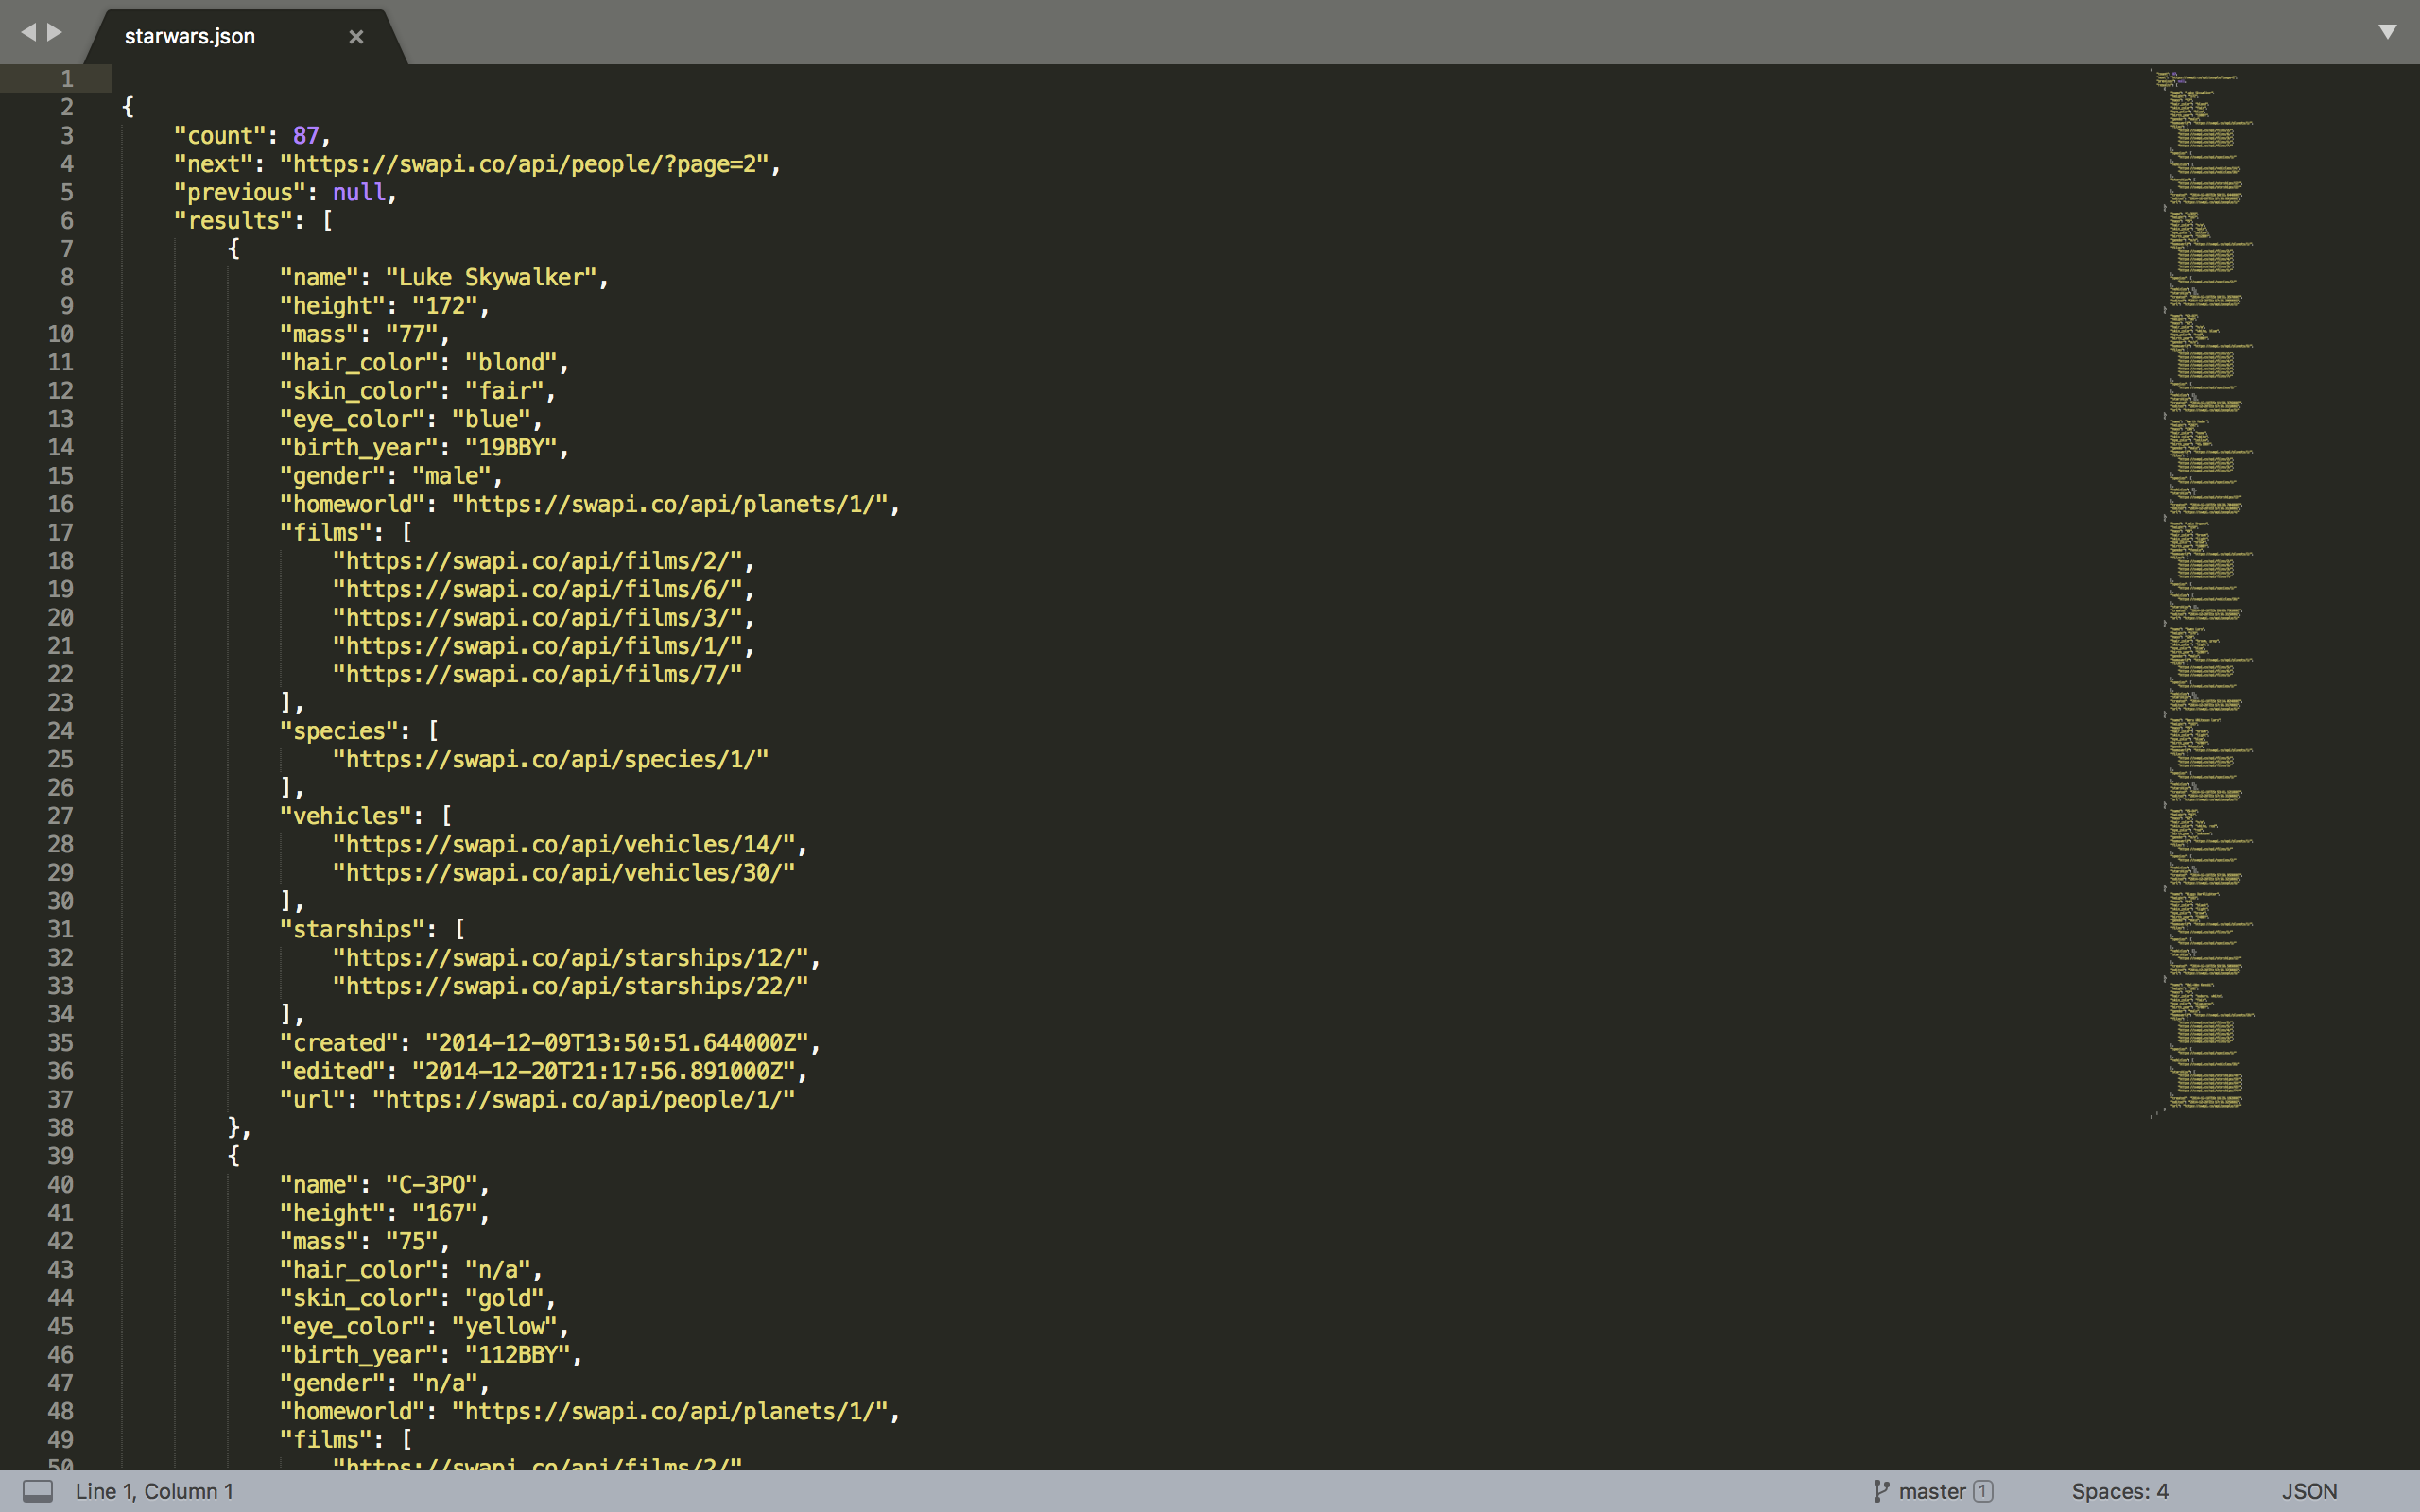 starwars.json
1
2 {
3 "count": 87,
4 "next": "https://swapi.co/api/people/?page=2",
5 "previous": null,
6 "results": [
7 {
8 "name": "Luke Skywalker",
9 "height": "172",
10 "mass": "77",
11 "hair_color": "blond",
12 "skin_color": "fair",
13 "eye_color": "blue",
14 "birth_year": "19BBY",
15 "gender": "male",
16 "homeworld": "https://swapi.co/api/planets/1/",
17 "films": [
18 "https://swapi.co/api/films/2/",
19 "https://swapi.co/api/films/6/",
20 "https://swapi.co/api/films/3/",
21 "https://swapi.co/api/films/1/",
22 "https://swapi.co/api/films/7/"
23 ],
24 "species": [
25 "https://swapi.co/api/species/1/"
26 ],
27 "vehicles": [
28 "https://swapi.co/api/vehicles/14/",
29 "https://swapi.co/api/vehicles/30/"
30 ],
31 "starships": [
32 "https://swapi.co/api/starships/12/",
33 "https://swapi.co/api/starships/22/"
34 ],
35 "created": "2014-12-09T13:50:51.644000Z",
36 "edited": "2014-12-20T21:17:56.891000Z",
37 "url": "https://swapi.co/api/people/1/"
38 },
39 {
40 "name": "C-3PO",
41 "height": "167",
42 "mass": "75",
43 "hair_color": "n/a",
44 "skin_color": "gold",
45 "eye_color": "yellow",
46 "birth_year": "112BBY",
47 "gender": "n/a",
48 "homeworld": "https://swapi.co/api/planets/1/",
49 "films": [
50 "https://swapi.co/api/films/2/"
Line 1, Column 1
master 1
Spaces: 4
JSON